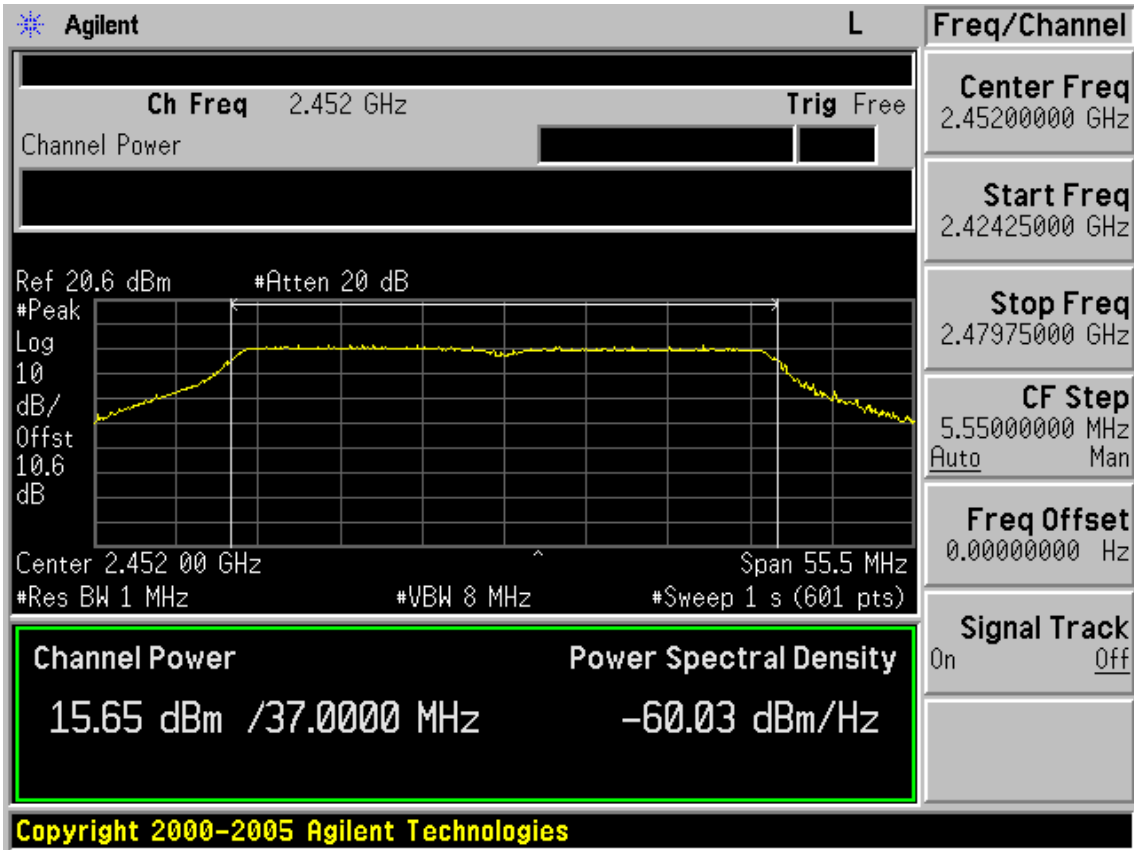 Agilent L
Freq/Channel
Ch Freq 2.452 GHz Trig Free
Channel Power
Ref 20.6 dBm #Atten 20 dB
#Peak
Log
10
dB/
Offst
10.6
dB
Center 2.452 00 GHz ^ Span 55.5 MHz
#Res BW 1 MHz #VBW 8 MHz #Sweep 1 s (601 pts)
Channel Power Power Spectral Density
15.65 dBm /37.0000 MHz -60.03 dBm/Hz
Center Freq
2.45200000 GHz
Start Freq
2.42425000 GHz
Stop Freq
2.47975000 GHz
CF Step
5.55000000 MHz
Auto Man
Freq Offset
0.00000000 Hz
Signal Track
On Off
Copyright 2000-2005 Agilent Technologies